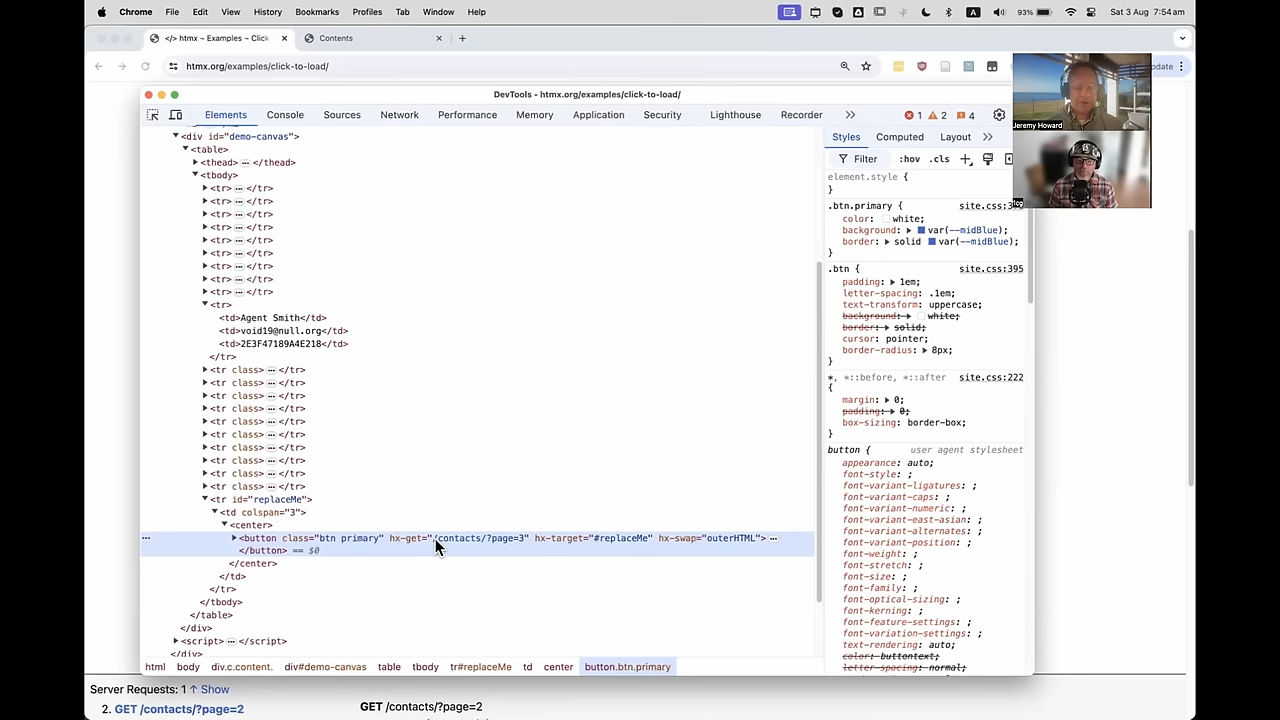 Chrome File Edit View History Bookmarks Profiles Tab Window Help
A 93% Sat 3 Aug 7:54 am
</> htmx ~ Examples ~ Click
Contents
htmx.org/examples/click-to-load/
Jeremy Howard
DevTools - htmx.org/examples/click-to-load/
Elements Console Sources Network Performance Memory Application Security Lighthouse Recorder
1 2 4
<div id="demo-canvas">
<table>
<thead> </thead>
<tbody>
<tr> </tr>
<tr> </tr>
<tr> </tr>
<tr> </tr>
<tr> </tr>
<tr> </tr>
<tr> </tr>
<tr> </tr>
<tr> </tr>
<tr>
<td>Agent Smith</td>
<td>void19@null.org</td>
<td>2E3F47189A4E218</td>
</tr>
<tr class> </tr>
<tr class> </tr>
<tr class> </tr>
<tr class> </tr>
<tr class> </tr>
<tr class> </tr>
<tr class> </tr>
<tr class> </tr>
<tr class> </tr>
<tr class> </tr>
<tr id="replaceMe">
<td colspan="3">
<center>
<button class="btn primary" hx-get="/contacts/?page=3" hx-target="#replaceMe" hx-swap="outerHTML">
</button> == $0
</center>
</td>
</tr>
</tbody>
</table>
</div>
<script> </script>
</div>
html body div.c.content. div#demo-canvas table tbody tr#replaceMe td center button.btn.primary
Styles Computed Layout
Filter :hov .cls
element.style {
}
.btn.primary { site.css:3
color: white;
background: var(--midBlue);
border: solid var(--midBlue);
}
.btn { site.css:395
padding: 1em;
letter-spacing: .1em;
text-transform: uppercase;
background: white;
border: solid;
cursor: pointer;
border-radius: 8px;
}
*, *::before, *::after site.css:222
{
margin: 0;
padding: 0;
box-sizing: border-box;
}
button { user agent stylesheet
appearance: auto;
font-style: ;
font-variant-ligatures: ;
font-variant-caps: ;
font-variant-numeric: ;
font-variant-east-asian: ;
font-variant-alternates: ;
font-variant-position: ;
font-weight: ;
font-stretch: ;
font-size: ;
font-family: ;
font-optical-sizing: ;
font-kerning: ;
font-feature-settings: ;
font-variation-settings: ;
text-rendering: auto;
color: buttontext;
letter-spacing: normal;
Server Requests: 1 ↑ Show
2. GET /contacts/?page=2
GET /contacts/?page=2